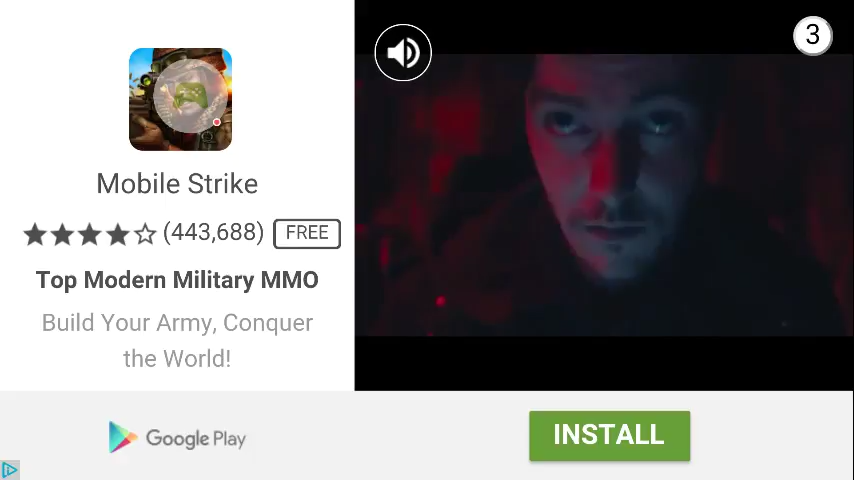 3
Mobile Strike
(443,688) FREE
Top Modern Military MMO
Build Your Army, Conquer
the World!
Google Play
INSTALL